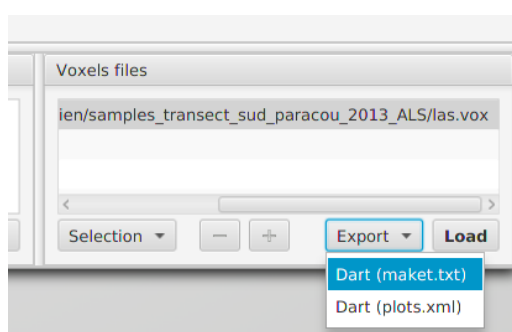 Voxels files
ien/samples_transect_sud_paracou_2013_ALS/las.vox
Selection
Export
Load
Dart (maket.txt)
Dart (plots.xml)